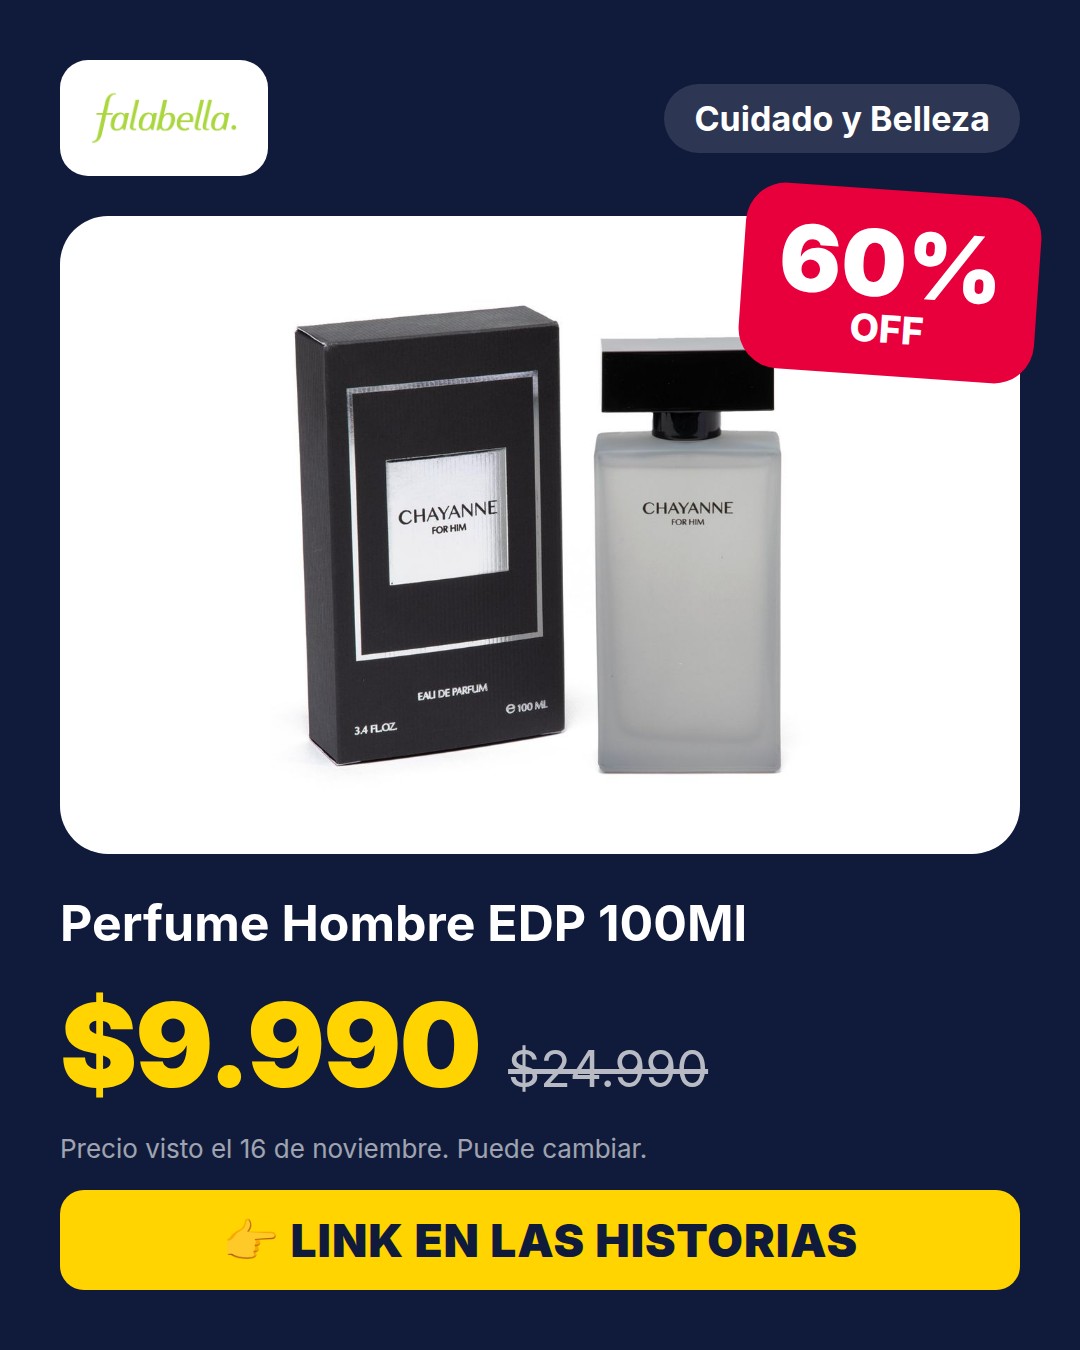 falabella.
Cuidado y Belleza
60%
OFF
CHAYANNE
FOR HIM
EAU DE PARFUM
3.4 FL.OZ.
℮ 100 ML
CHAYANNE
FOR HIM
Perfume Hombre EDP 100Ml
$9.990 $24.990
Precio visto el 16 de noviembre. Puede cambiar.
👉 LINK EN LAS HISTORIAS